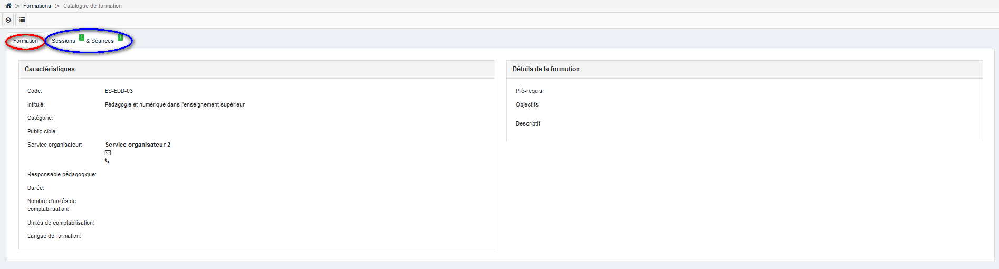 > Formations > Catalogue de formation
Formation Sessions 1 & Séances 1
Caractéristiques
Code: ES-EDD-03
Intitulé: Pédagogie et numérique dans l'enseignement supérieur
Catégorie:
Public cible:
Service organisateur: Service organisateur 2
Responsable pédagogique:
Durée:
Nombre d'unités de
comptabilisation:
Unités de comptabilisation:
Langue de formation:
Détails de la formation
Pré-requis:
Objectifs
Descriptif